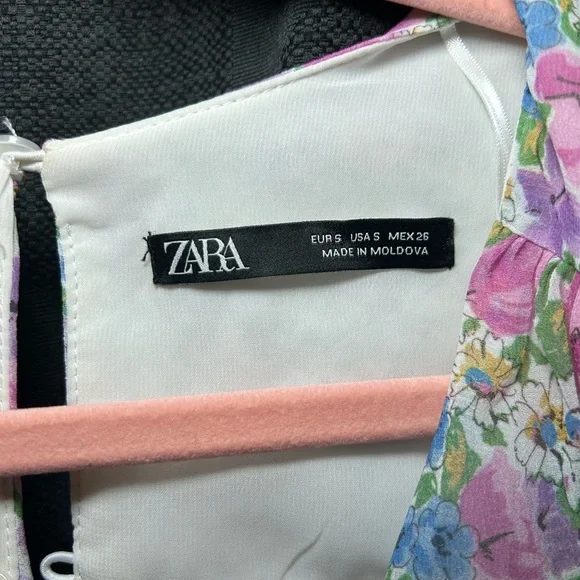 ZARA
EUR S USA S MEX 26
MADE IN MOLDOVA